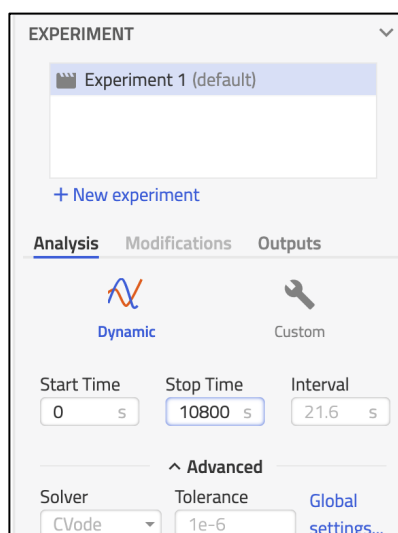 EXPERIMENT
Experiment 1 (default)
+ New experiment
Analysis Modifications Outputs
Dynamic Custom
Start Time Stop Time Interval
0 s 10800 s 21.6 s
Advanced
Solver Tolerance Global
CVode 1e-6 settings...